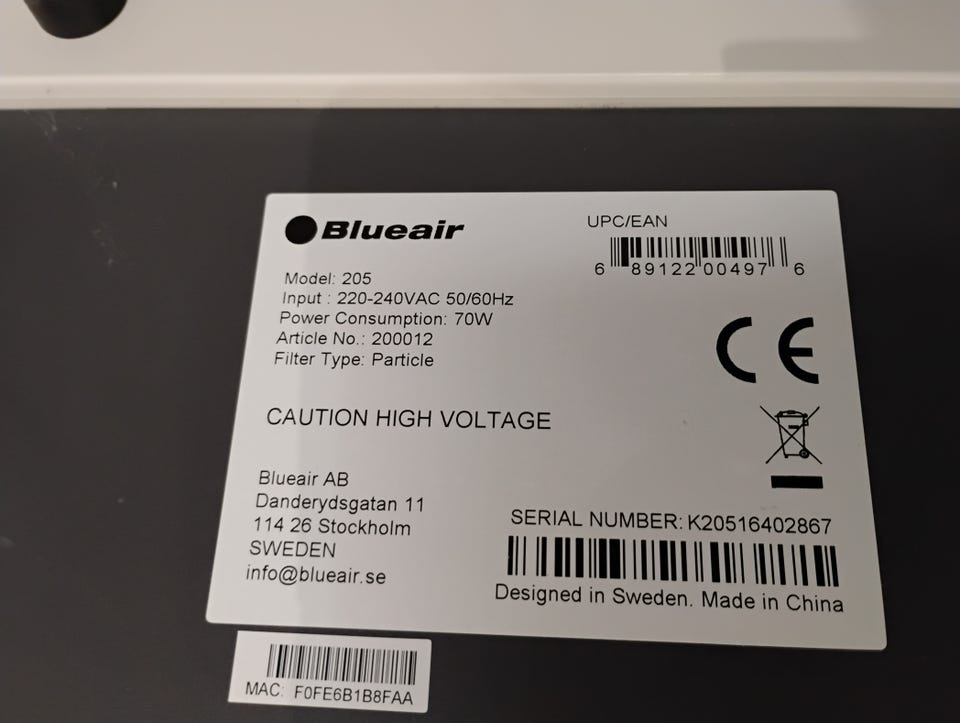 Blueair
UPC/EAN
6 89122 00497 6
Model: 205
Input : 220-240VAC 50/60Hz
Power Consumption: 70W
Article No.: 200012
Filter Type: Particle
CE
CAUTION HIGH VOLTAGE
Blueair AB
Danderydsgatan 11
114 26 Stockholm
SWEDEN
info@blueair.se
SERIAL NUMBER: K20516402867
Designed in Sweden. Made in China
MAC: F0FE6B1B8FAA